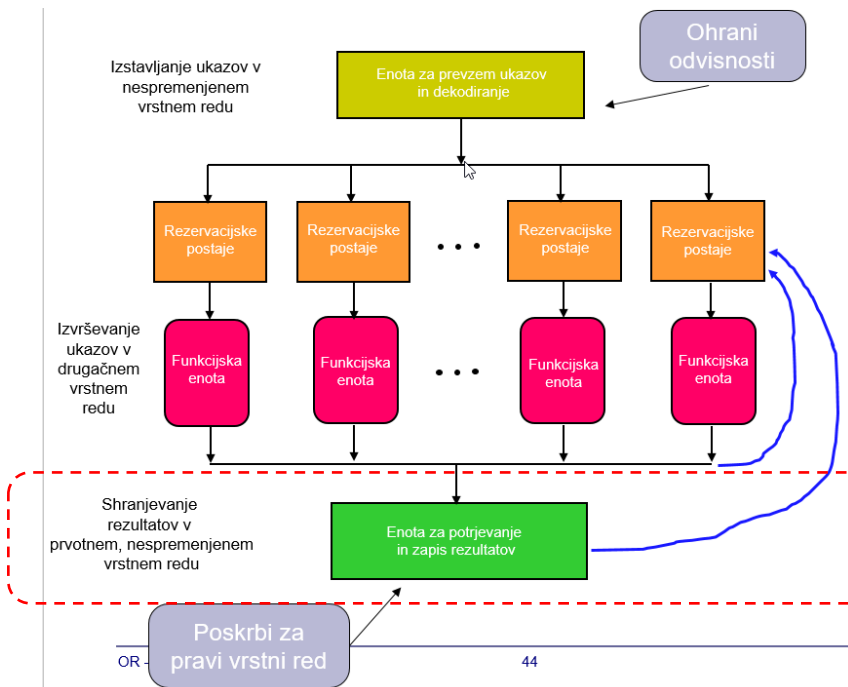 Ohrani
odvisnosti
Izstavljanje ukazov v
nespremenjenem
vrstnem redu
Enota za prevzem ukazov
in dekodiranje
Rezervacijske
postaje
Rezervacijske
postaje
Rezervacijske
postaje
Rezervacijske
postaje
Izvrševanje
ukazov v
drugačnem
vrstnem
redu
Funkcijska
enota
Funkcijska
enota
Funkcijska
enota
Funkcijska
enota
Shranjevanje
rezultatov v
prvotnem, nespremenjenem
vrstnem redu
Enota za potrjevanje
in zapis rezultatov
Poskrbi za
pravi vrstni red
OR -
44